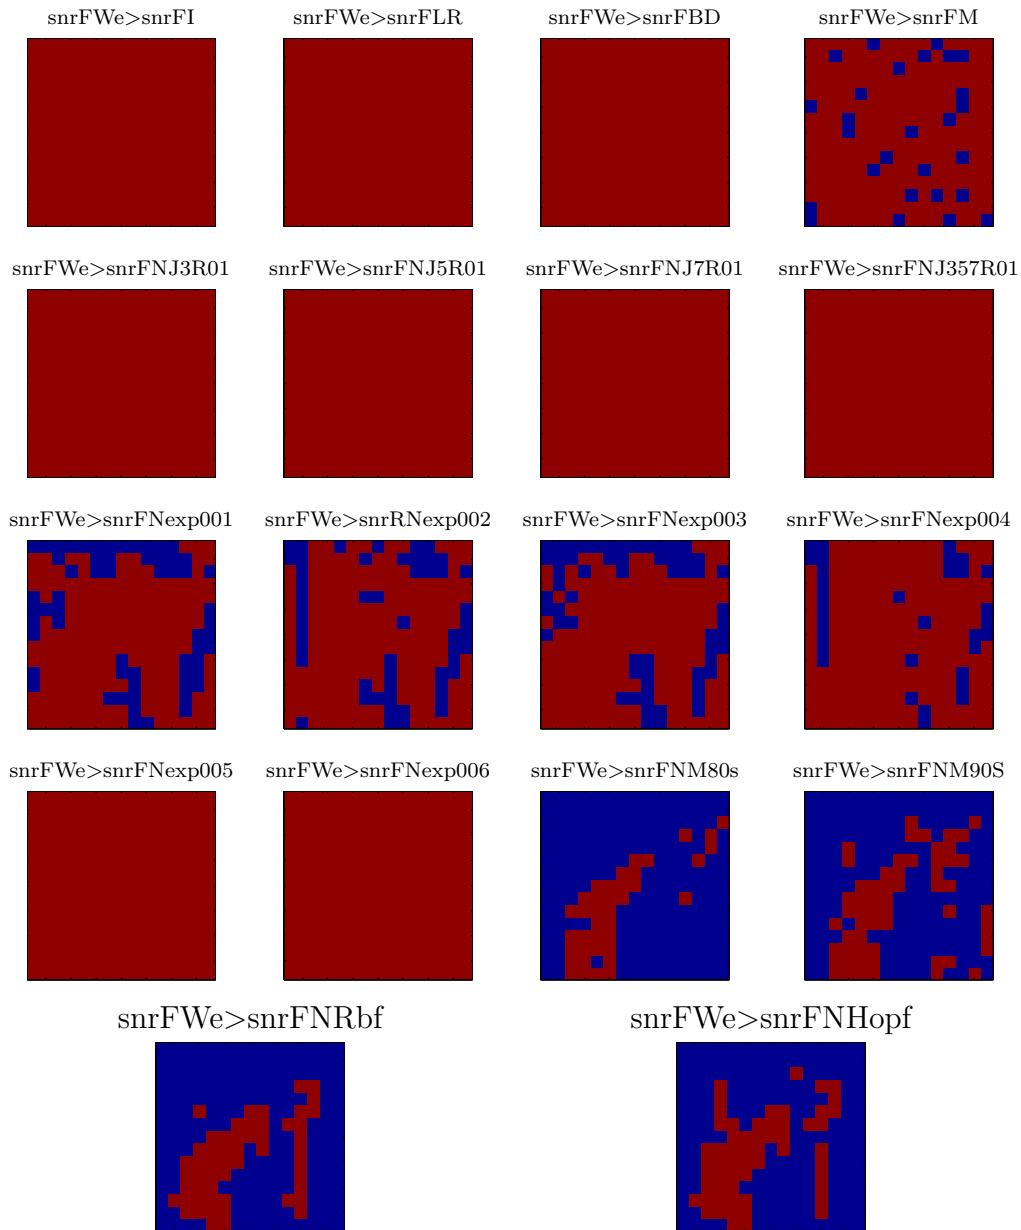 snrFWe>snrFI snrFWe>snrFLR snrFWe>snrFBD snrFWe>snrFM
snrFWe>snrFNJ3R01 snrFWe>snrFNJ5R01 snrFWe>snrFNJ7R01 snrFWe>snrFNJ357R01
snrFWe>snrFNexp001 snrFWe>snrRNexp002 snrFWe>snrFNexp003 snrFWe>snrFNexp004
snrFWe>snrFNexp005 snrFWe>snrFNexp006 snrFWe>snrFNM80s snrFWe>snrFNM90S
snrFWe>snrFNRbf snrFWe>snrFNHopf